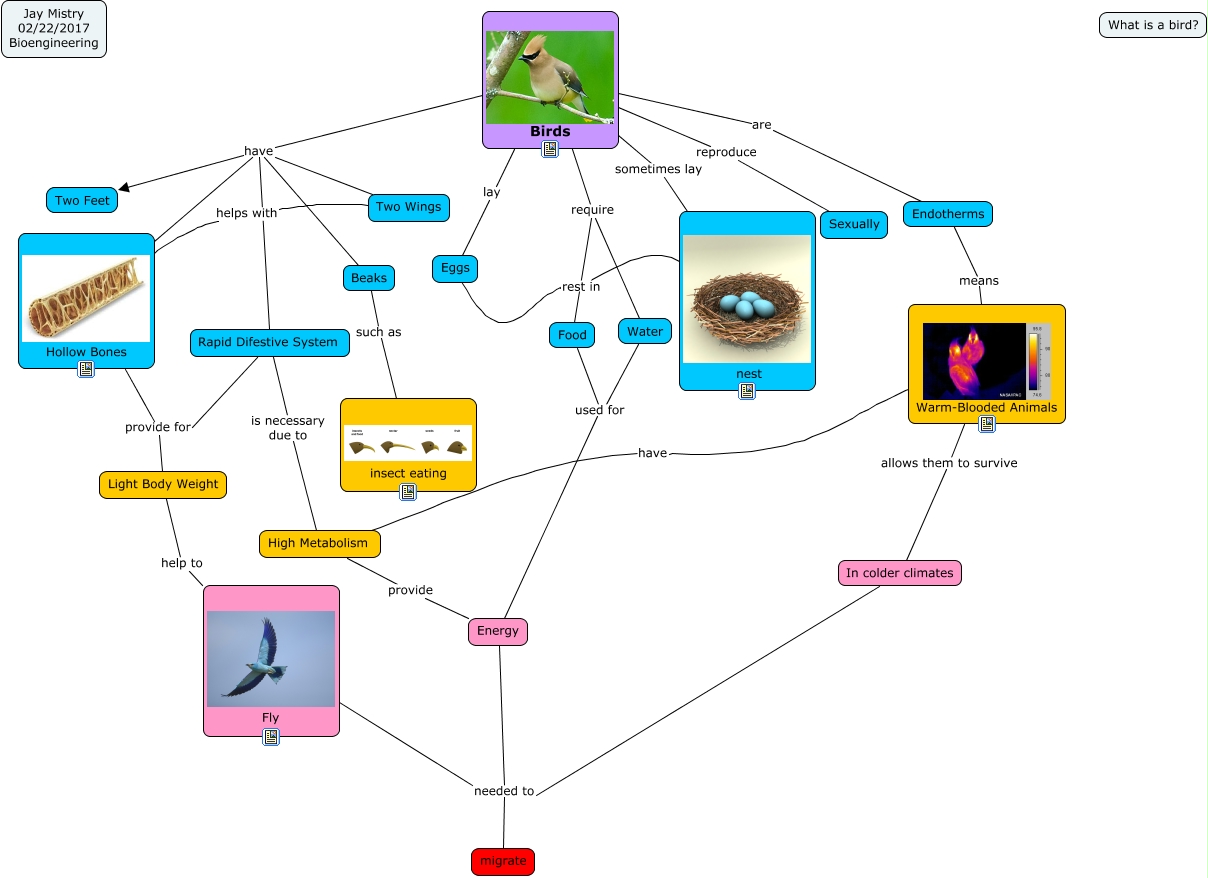 Jay Mistry
02/22/2017
Bioengineering
What is a bird?
Birds
have
are
reproduce
sometimes lay
lay
require
helps with
Two Feet
Two Wings
Sexually
Endotherms
Eggs
Beaks
rest in
means
Hollow Bones
Rapid Difestive System
such as
Food
Water
nest
Warm-Blooded Animals
provide for
is necessary
due to
used for
insect eating
have
allows them to survive
Light Body Weight
High Metabolism
help to
provide
In colder climates
Energy
Fly
needed to
migrate